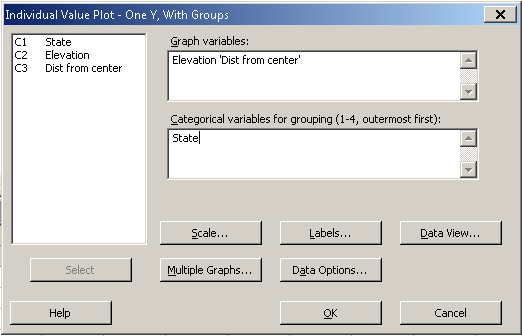 Individual Value Plot - One Y, With Groups
C1 State
C2 Elevation
C3 Dist from center
Graph variables:
Elevation 'Dist from center'
Categorical variables for grouping (1-4, outermost first):
State
Scale... Labels... Data View...
Select Multiple Graphs... Data Options...
Help OK Cancel